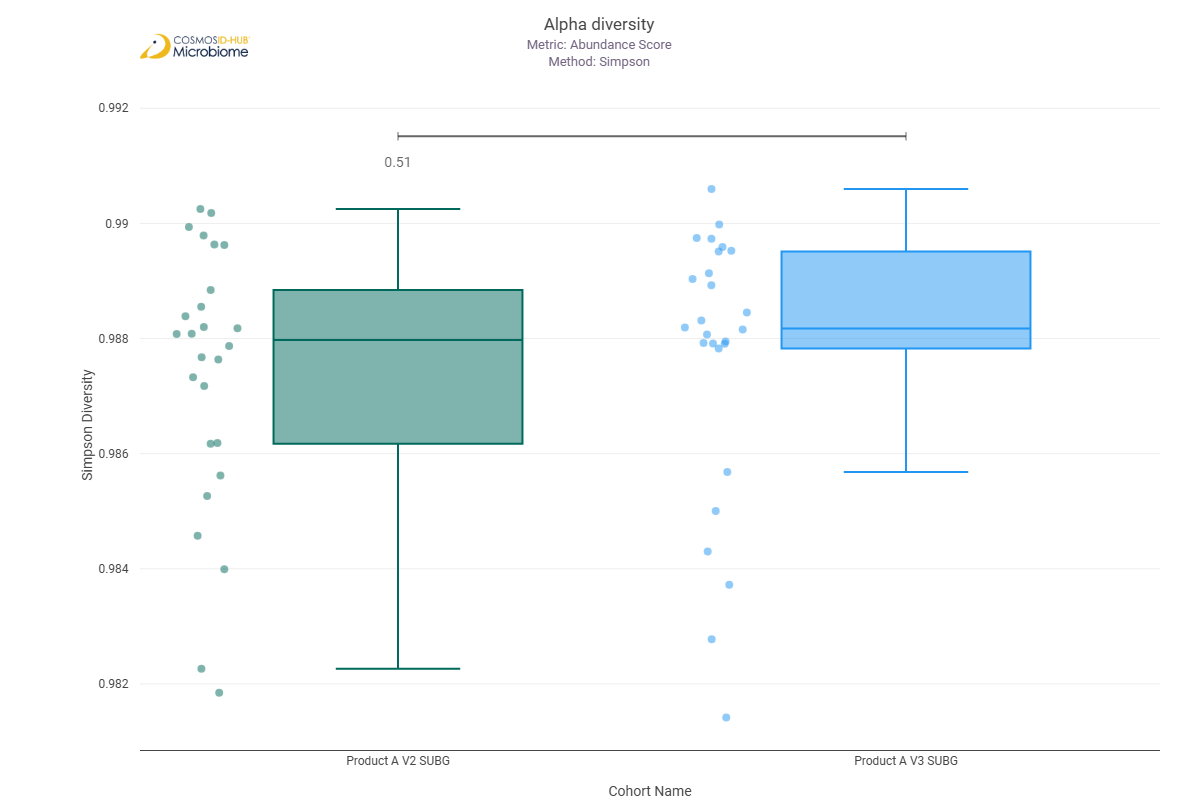 Alpha diversity
Metric: Abundance Score
Method: Simpson
COSMOSID-HUB
Microbiome
0.992
0.51
0.99
0.988
0.986
0.984
0.982
Simpson Diversity
Product A V2 SUBG
Product A V3 SUBG
Cohort Name